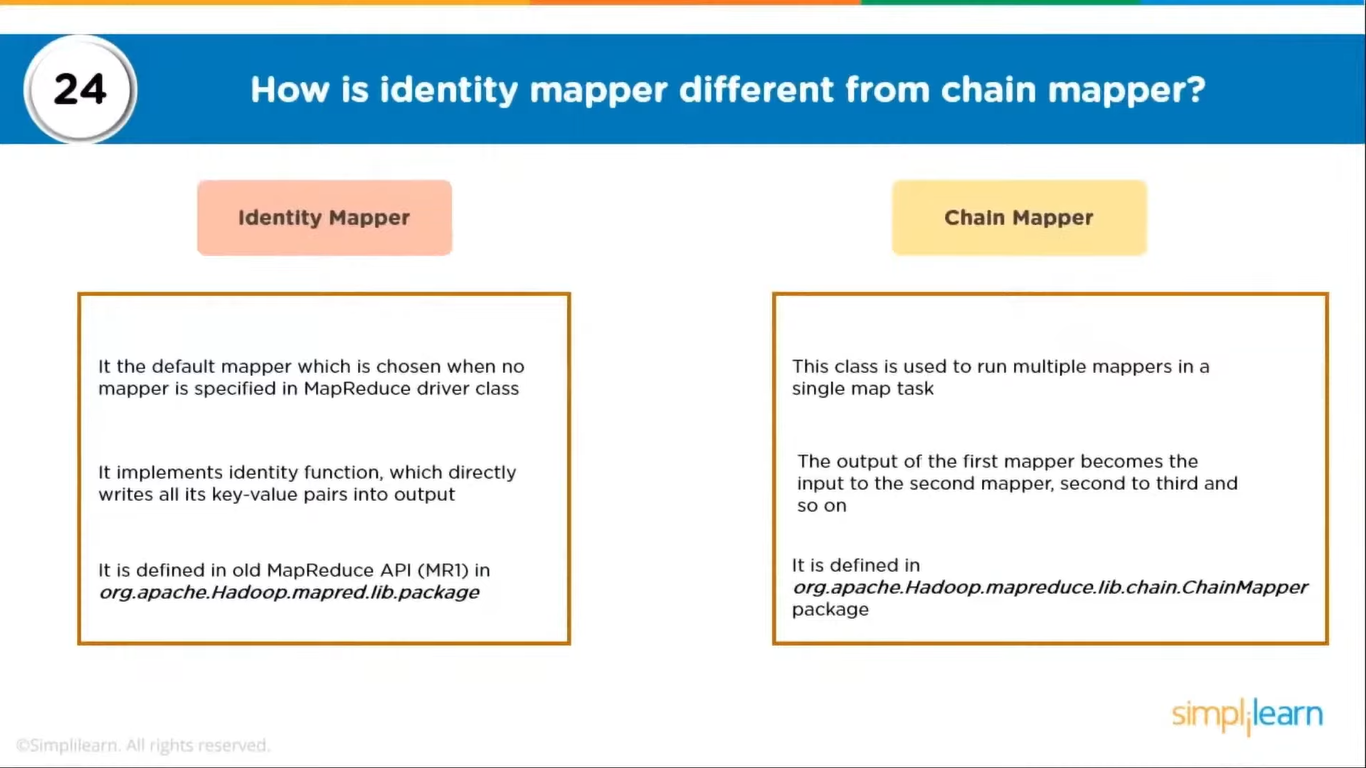 24
How is identity mapper different from chain mapper?
Identity Mapper
It the default mapper which is chosen when no
mapper is specified in MapReduce driver class
It implements identity function, which directly
writes all its key-value pairs into output
It is defined in old MapReduce API (MR1) in
org.apache.Hadoop.mapred.lib.package
Chain Mapper
This class is used to run multiple mappers in a
single map task
The output of the first mapper becomes the
input to the second mapper, second to third and
so on
It is defined in
org.apache.Hadoop.mapreduce.lib.chain.ChainMapper
package
simplilearn
©Simplilearn. All rights reserved.